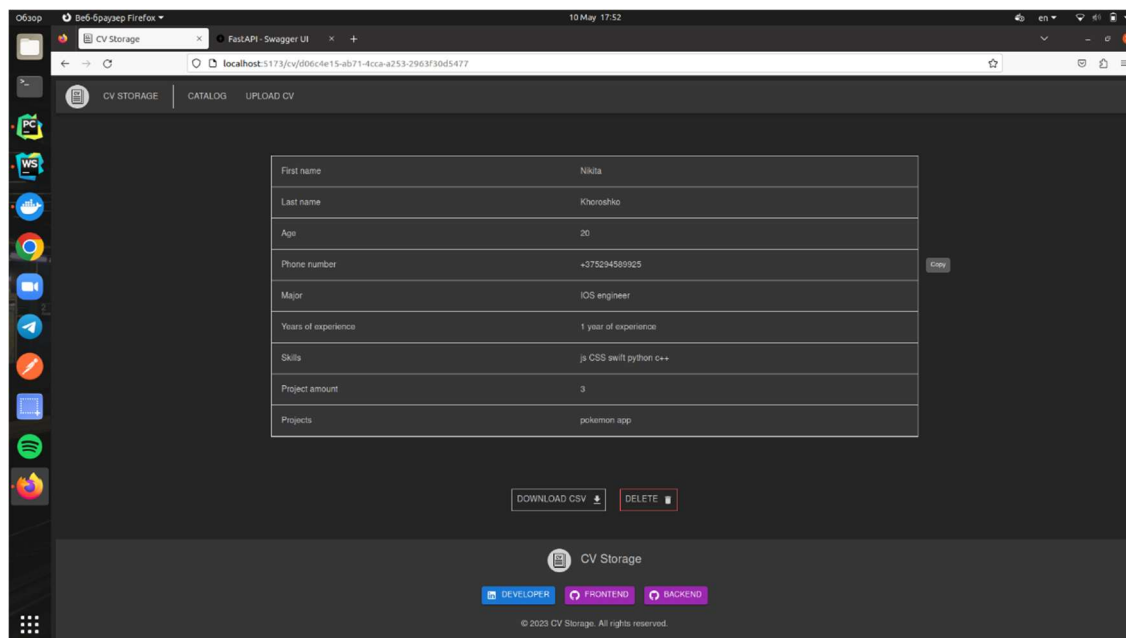 Обзор Веб-браузер Firefox 10 May 17:52 en
CV Storage FastAPI - Swagger UI
localhost:5173/cv/d06c4e15-ab71-4cca-a253-2963f30d5477
CV STORAGE CATALOG UPLOAD CV
First name Nikita
Last name Khoroshko
Age 20
Phone number +375294589925
Copy
Major IOS engineer
Years of experience 1 year of experience
Skills js CSS swift python c++
Project amount 3
Projects pokemon app
DOWNLOAD CSV DELETE
CV Storage
DEVELOPER FRONTEND BACKEND
© 2023 CV Storage. All rights reserved.
PC
WS